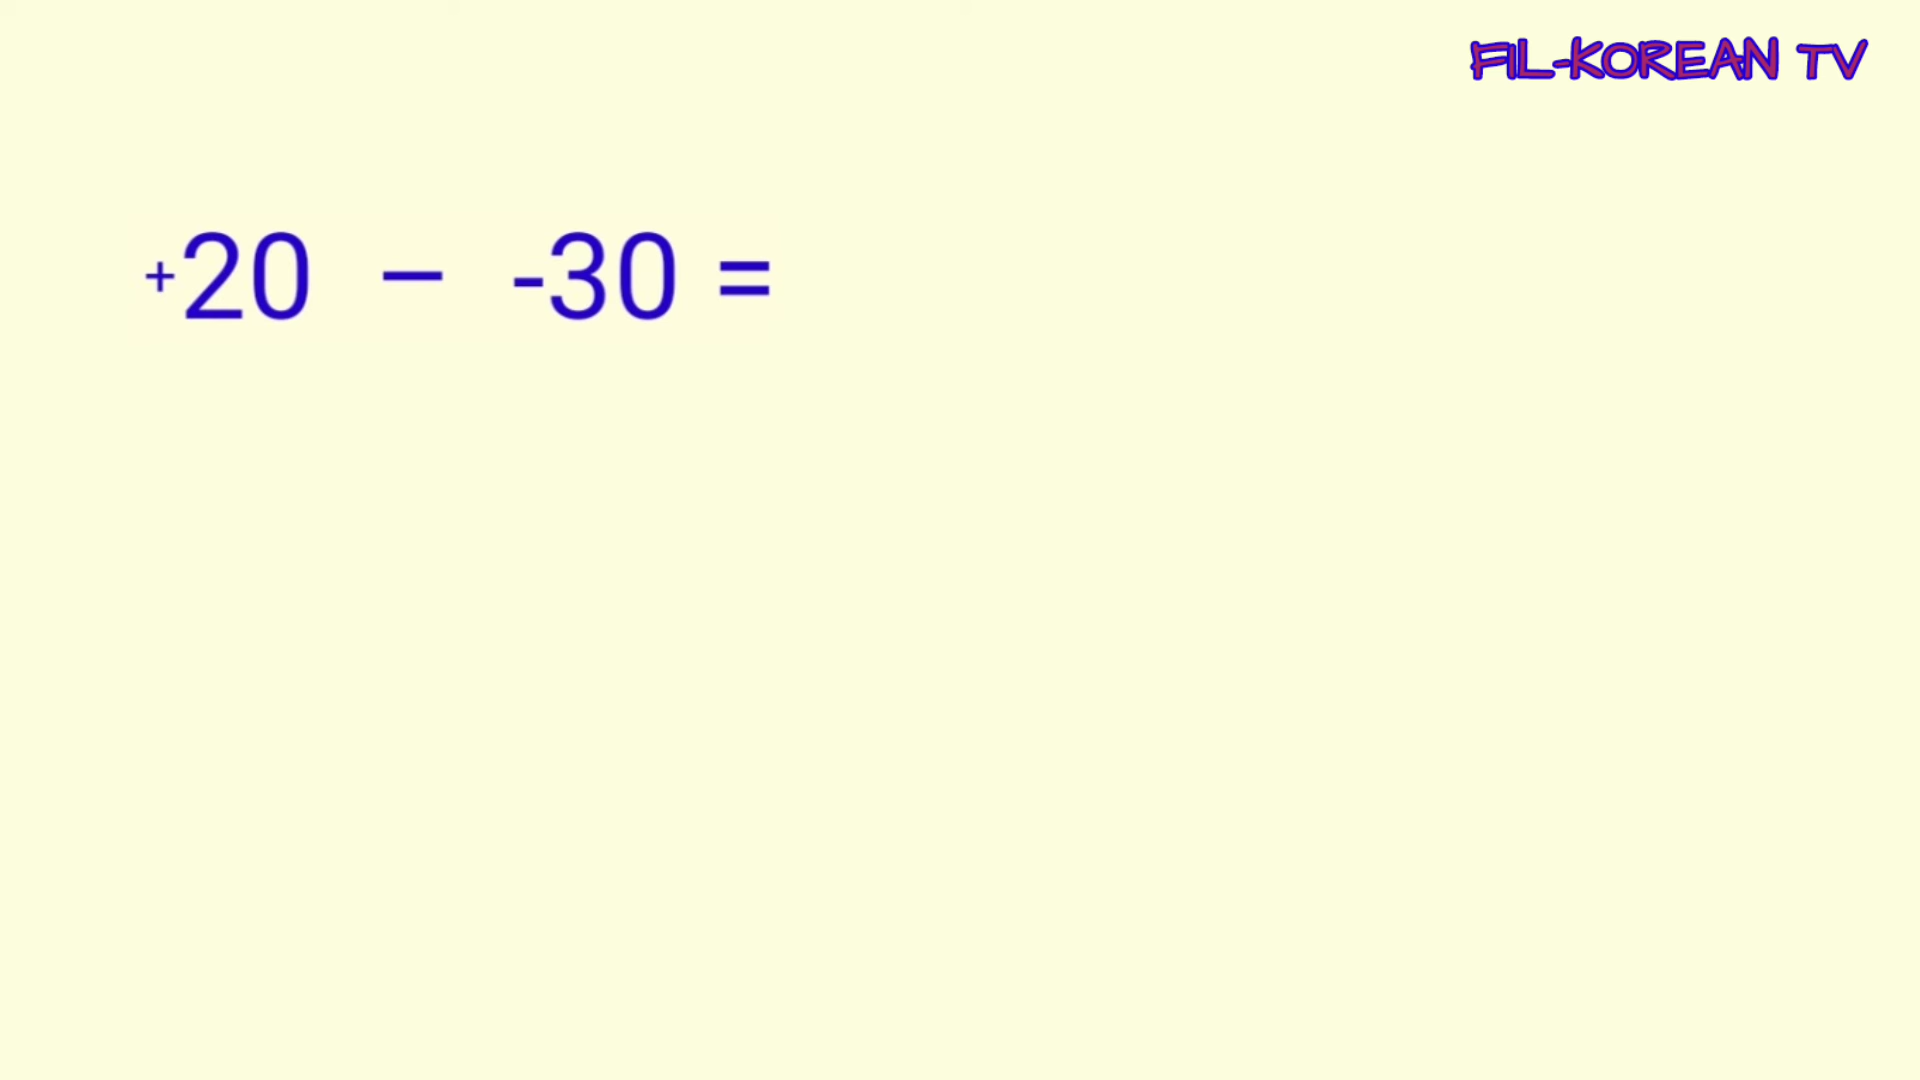 FIL-KOREAN TV
+20 – -30 =